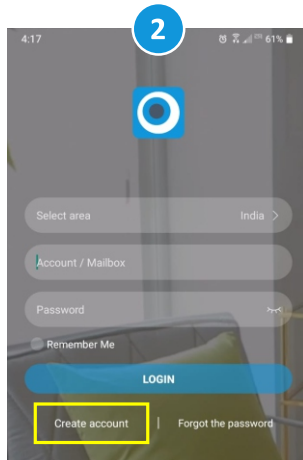 2
4:17 61%
Select area India >
Account / Mailbox
Password
Remember Me
LOGIN
Create account | Forgot the password